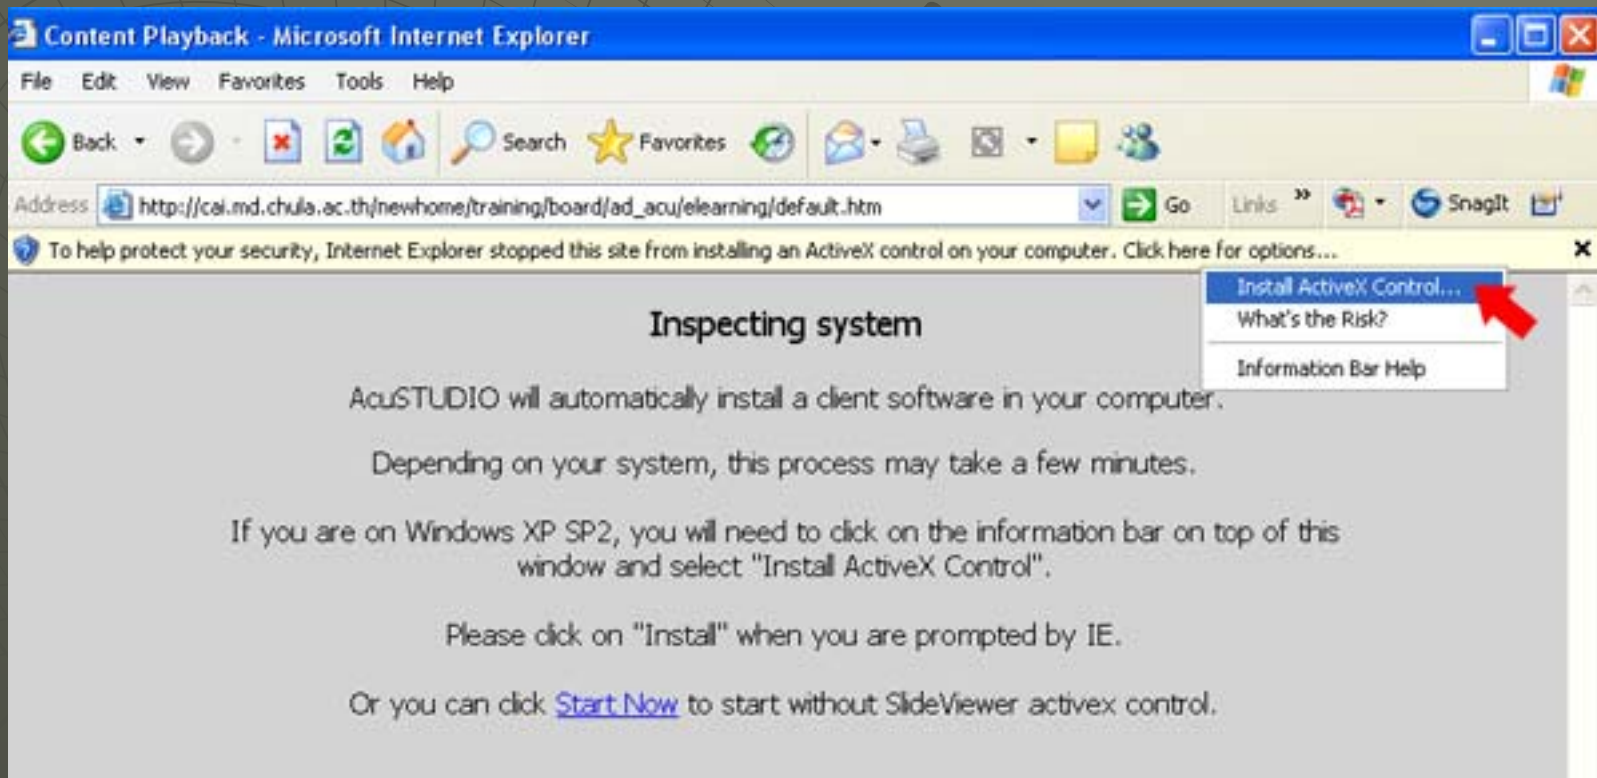 Content Playback - Microsoft Internet Explorer
File Edit View Favorites Tools Help
Back Search Favorites
Address http://cai.md.chula.ac.th/newhome/training/board/ad_acu/elearning/default.htm Go Links » SnagIt
To help protect your security, Internet Explorer stopped this site from installing an ActiveX control on your computer. Click here for options...
Install ActiveX Control...
What's the Risk?
Information Bar Help
Inspecting system
AcuSTUDIO will automatically install a client software in your computer.
Depending on your system, this process may take a few minutes.
If you are on Windows XP SP2, you will need to click on the information bar on top of this
window and select "Install ActiveX Control".
Please click on "Install" when you are prompted by IE.
Or you can click Start Now to start without SlideViewer activex control.